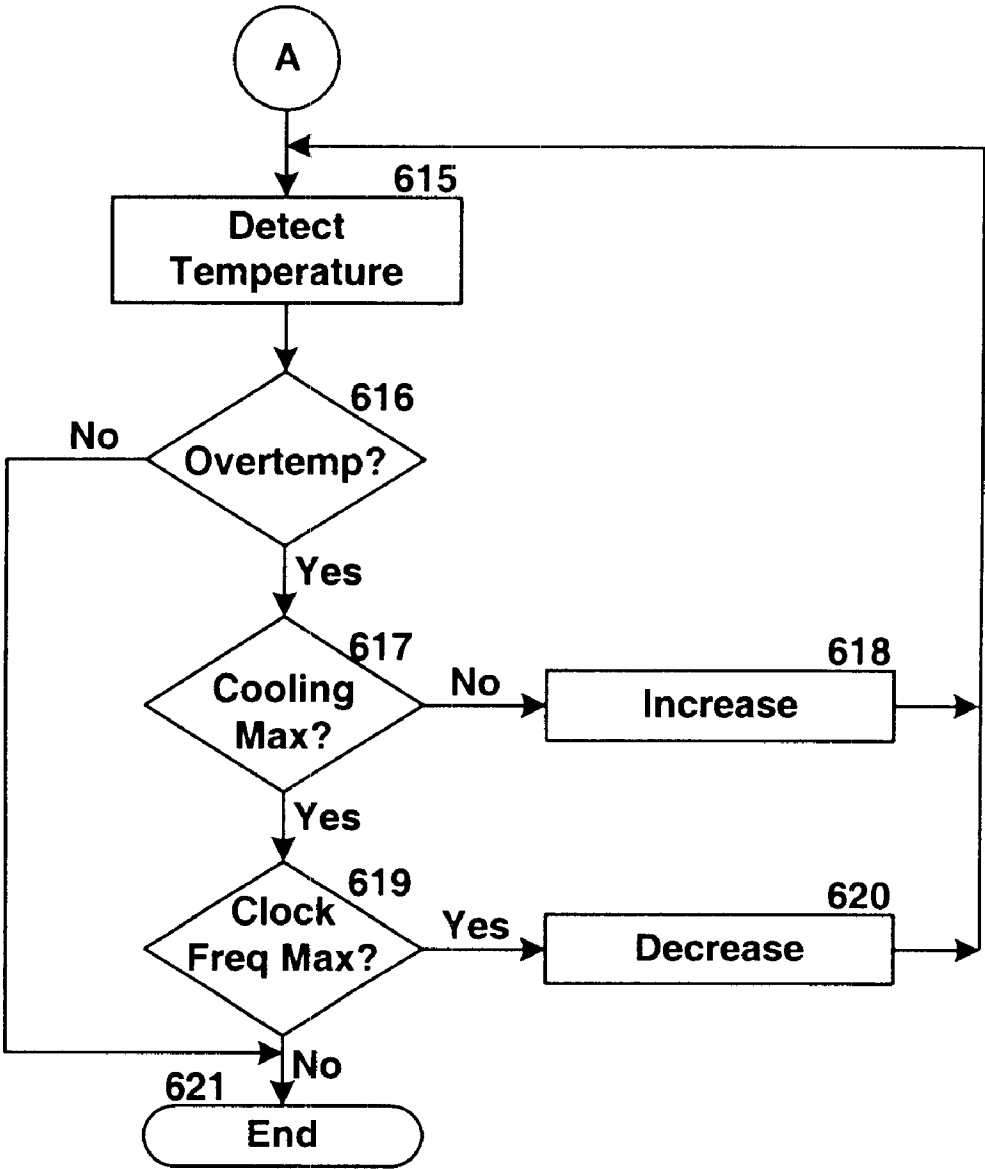 A
615
Detect
Temperature
616
No
Overtemp?
Yes
617
Cooling
Max?
No
618
Increase
Yes
619
Clock
Freq Max?
Yes
620
Decrease
No
621
End